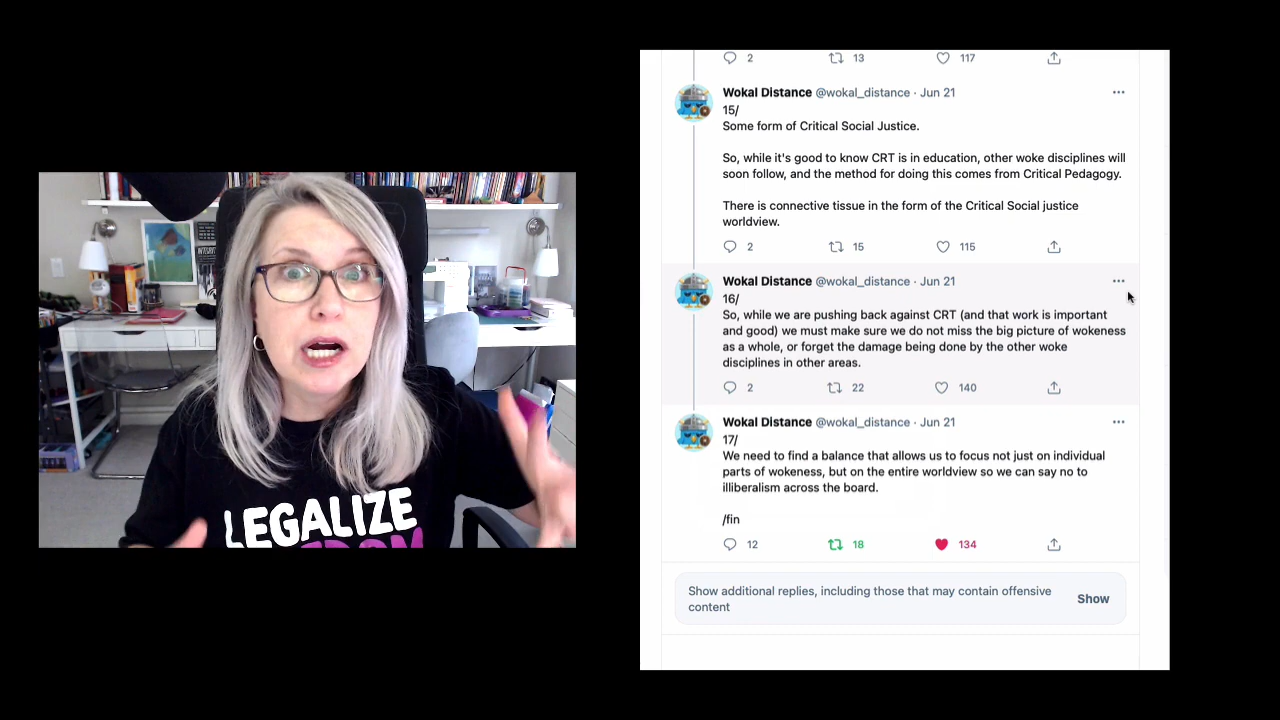 LEGALIZE
2 13 117
Wokal Distance @wokal_distance · Jun 21
15/
Some form of Critical Social Justice.
So, while it's good to know CRT is in education, other woke disciplines will
soon follow, and the method for doing this comes from Critical Pedagogy.
There is connective tissue in the form of the Critical Social justice
worldview.
2 15 115
Wokal Distance @wokal_distance · Jun 21
16/
So, while we are pushing back against CRT (and that work is important
and good) we must make sure we do not miss the big picture of wokeness
as a whole, or forget the damage being done by the other woke
disciplines in other areas.
2 22 140
Wokal Distance @wokal_distance · Jun 21
17/
We need to find a balance that allows us to focus not just on individual
parts of wokeness, but on the entire worldview so we can say no to
illiberalism across the board.
/fin
12 18 134
Show additional replies, including those that may contain offensive
content
Show